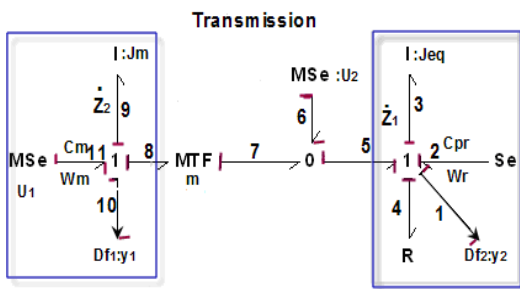 Transmission
I :Jm
I :Jeq
MSe :U₂
Ż₂
9
6
Ż₁
3
Cm
7
5
Cpr
MSe
11
1
8
MTF
0
1
2
Se
U₁
Wm
m
Wr
10
4
1
Df₁:y₁
R
Df₂:y₂